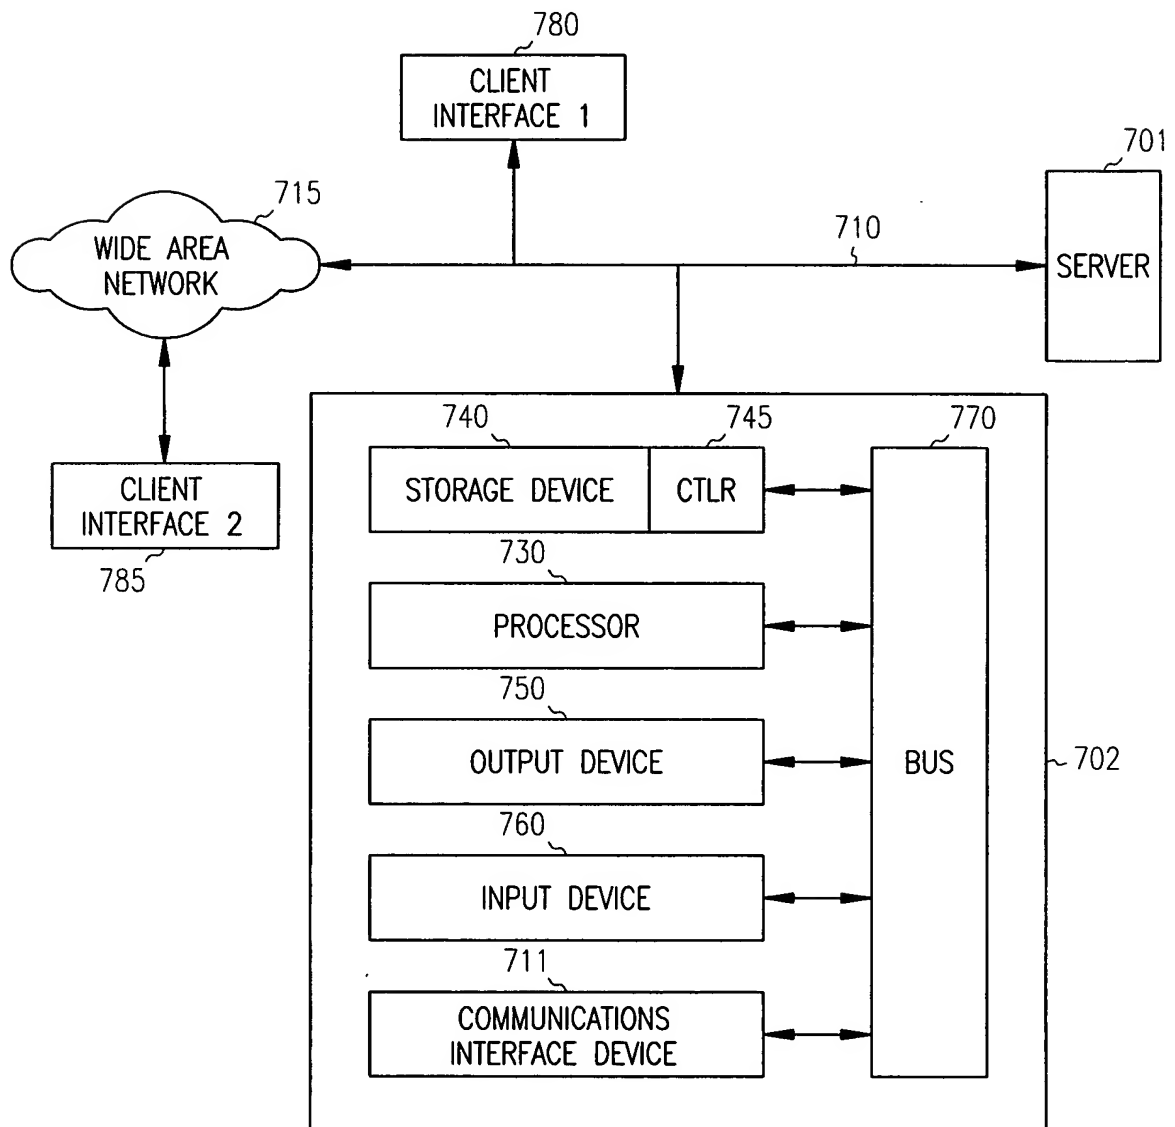 780
CLIENT
INTERFACE 1
701
SERVER
715
WIDE AREA
NETWORK
710
CLIENT
INTERFACE 2
785
740
745
770
STORAGE DEVICE
CTLR
730
PROCESSOR
750
OUTPUT DEVICE
BUS
702
760
INPUT DEVICE
711
COMMUNICATIONS
INTERFACE DEVICE